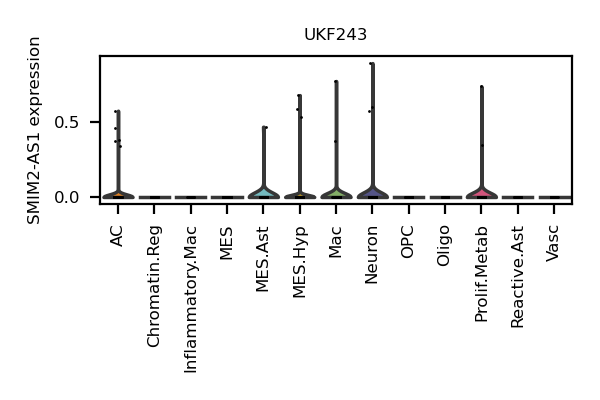 UKF243
SMIM2-AS1 expression
0.5
0.0
AC
Chromatin.Reg
Inflammatory.Mac
MES
MES.Ast
MES.Hyp
Mac
Neuron
OPC
Oligo
Prolif.Metab
Reactive.Ast
Vasc